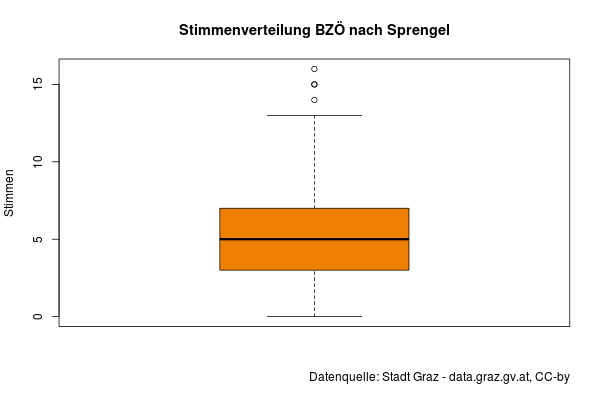 Stimmenverteilung BZÖ nach Sprengel
Stimmen
15
10
5
0
Datenquelle: Stadt Graz - data.graz.gv.at, CC-by